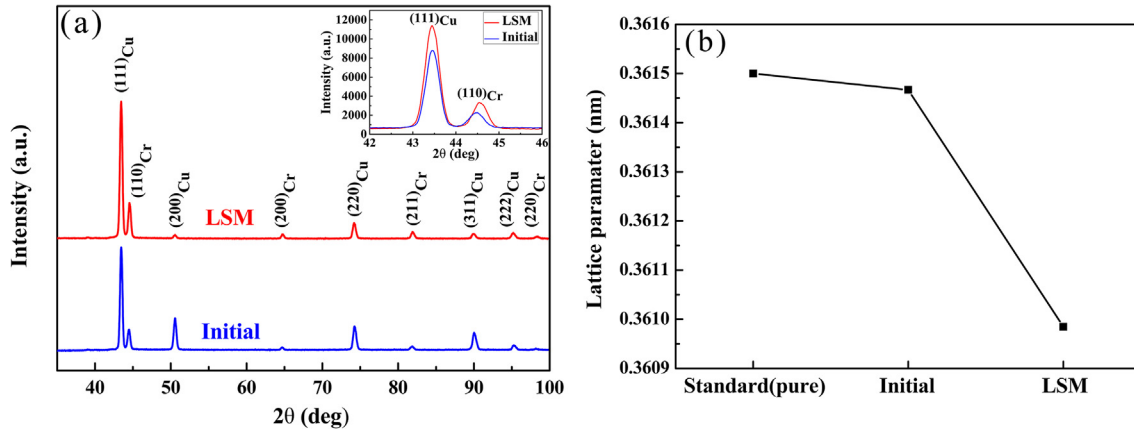 (a)
Intensity (a.u.)
2θ (deg)
40 50 60 70 80 90 100
(111)Cu
(110)Cr
(200)Cu
(200)Cr
(220)Cu
(211)Cr
(311)Cu
(222)Cu
(220)Cr
LSM
Initial
Intensity (a.u.)
12000
10000
8000
6000
4000
2000
0
(111)Cu
(110)Cr
LSM
Initial
42 43 44 45 46
2θ (deg)
(b)
Lattice paramater (nm)
0.3616
0.3615
0.3614
0.3613
0.3612
0.3611
0.3610
0.3609
Standard(pure) Initial LSM